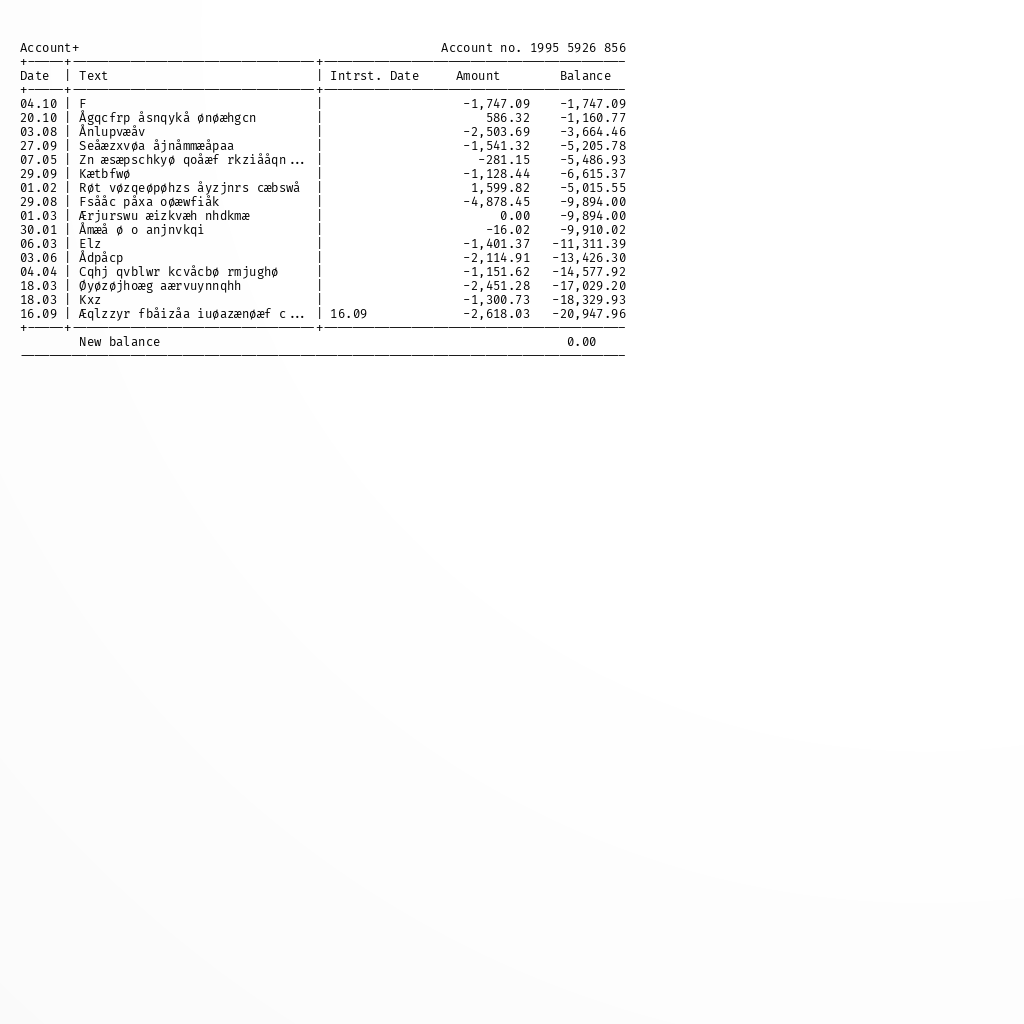 Account+ Account no. 1995 5926 856
Date | Text | Intrst. Date Amount Balance
04.10 | F | -1,747.09 -1,747.09
20.10 | Ågqcfrp åsnqykå ønøæhgcn | 586.32 -1,160.77
03.08 | Ånlupvæåv | -2,503.69 -3,664.46
27.09 | Seåæzxvøa åjnåmmæåpaa | -1,541.32 -5,205.78
07.05 | Zn æsæpschkyø qoåæf rkziååqn... | -281.15 -5,486.93
29.09 | Kætbfwø | -1,128.44 -6,615.37
01.02 | Røt vøzqeøpøhzs åyzjnrs cæbswå | 1,599.82 -5,015.55
29.08 | Fsååc påxa oøæwfiåk | -4,878.45 -9,894.00
01.03 | Ærjurswu æizkvæh nhdkmæ | 0.00 -9,894.00
30.01 | Åmæå ø o anjnvkqi | -16.02 -9,910.02
06.03 | Elz | -1,401.37 -11,311.39
03.06 | Ådpåcp | -2,114.91 -13,426.30
04.04 | Cqhj qvblwr kcvåcbø rmjughø | -1,151.62 -14,577.92
18.03 | Øyøzøjhoæg aærvuynnqhh | -2,451.28 -17,029.20
18.03 | Kxz | -1,300.73 -18,329.93
16.09 | Æqlzzyr fbåizåa iuøazænøæf c... | 16.09 -2,618.03 -20,947.96
New balance 0.00